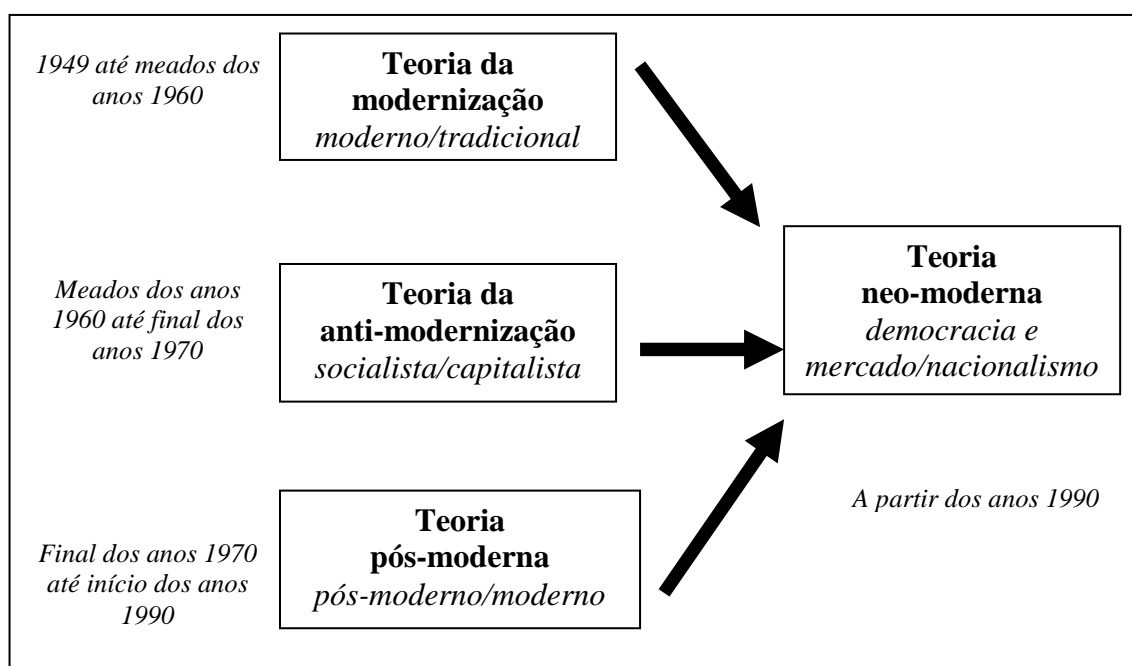 1949 até meados dos
anos 1960
Teoria da
modernização
moderno/tradicional
Meados dos anos
1960 até final dos
anos 1970
Teoria da
anti-modernização
socialista/capitalista
Teoria
neo-moderna
democracia e
mercado/nacionalismo
Final dos anos 1970
até início dos anos
1990
Teoria
pós-moderna
pós-moderno/moderno
A partir dos anos 1990